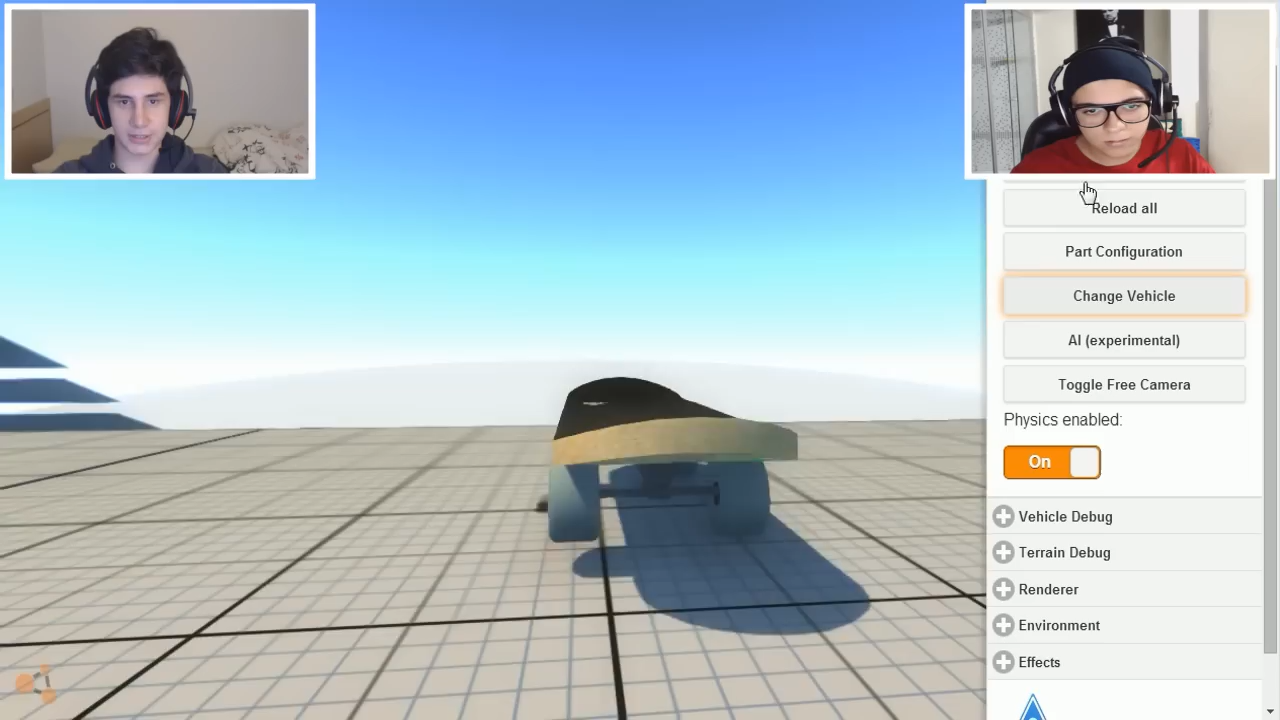 Reload all
Part Configuration
Change Vehicle
AI (experimental)
Toggle Free Camera
Physics enabled:
On
Vehicle Debug
Terrain Debug
Renderer
Environment
Effects